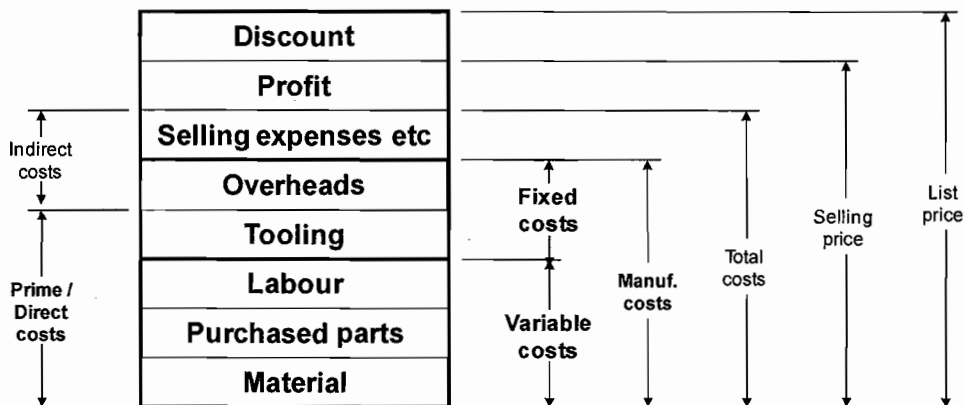 Discount
Profit
Selling expenses etc
Overheads
Tooling
Labour
Purchased parts
Material
Indirect
costs
Prime /
Direct
costs
Fixed
costs
Variable
costs
Manuf.
costs
Total
costs
Selling
price
List
price